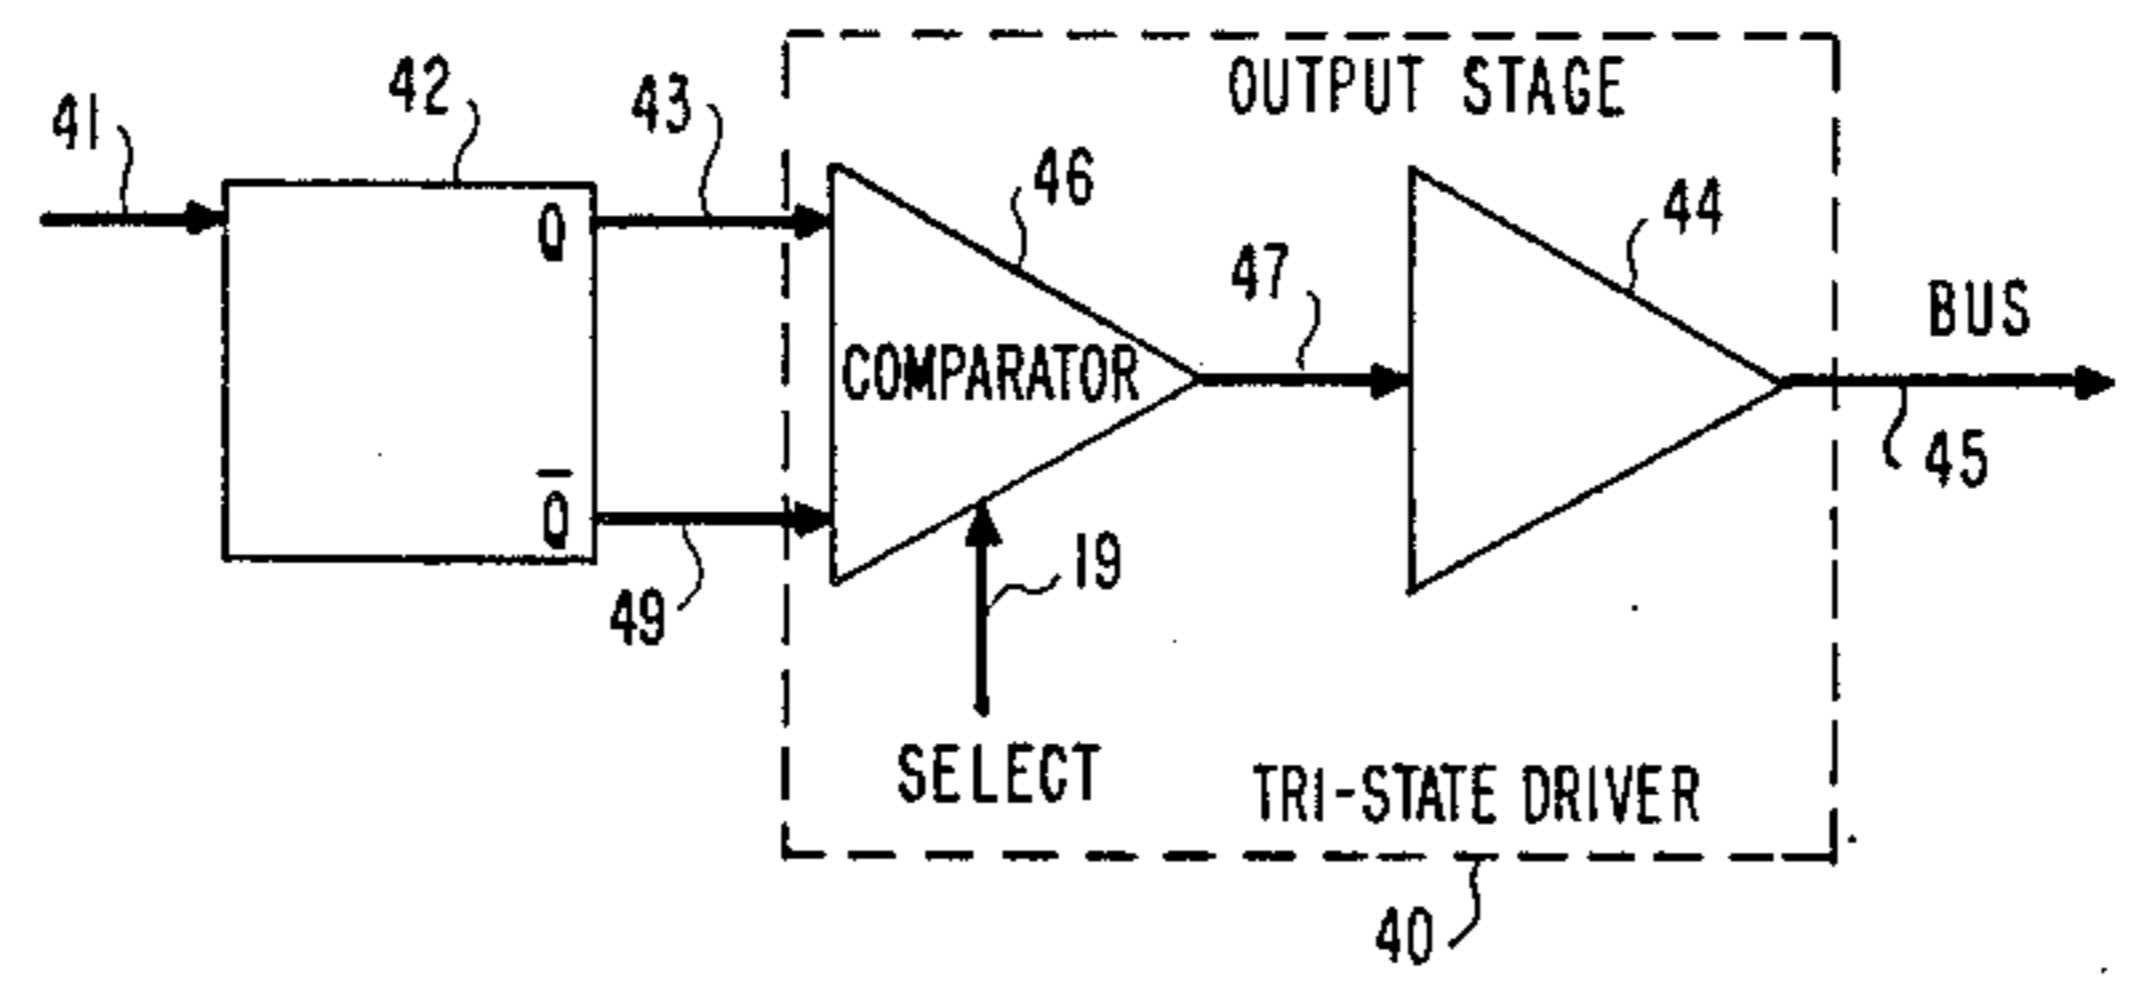 OUTPUT STAGE
41
42
43
46
44
Q
47
BUS
COMPARATOR
45
Q̅
49
19
SELECT
TRI-STATE DRIVER
40